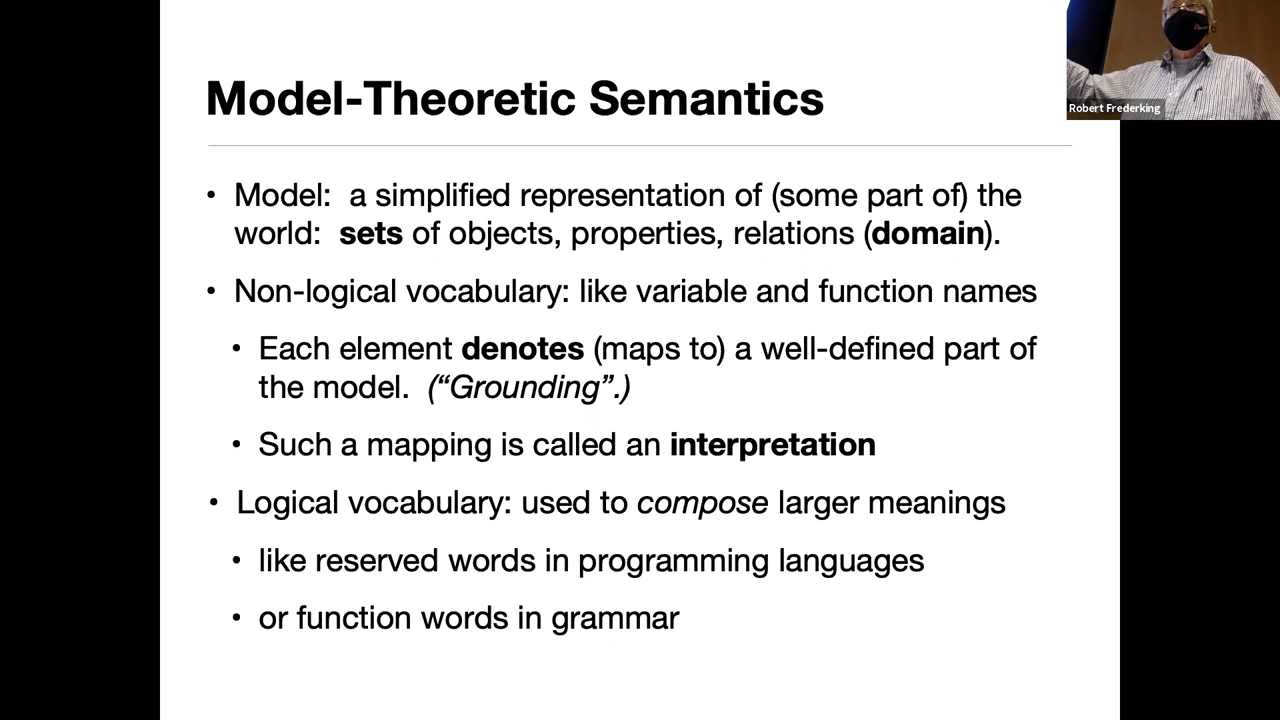 Model-Theoretic Semantics
Robert Frederking
• Model:  a simplified representation of (some part of) the
world:  sets of objects, properties, relations (domain).
• Non-logical vocabulary: like variable and function names
• Each element denotes (maps to) a well-defined part of
the model.  (“Grounding”.)
• Such a mapping is called an interpretation
• Logical vocabulary: used to compose larger meanings
• like reserved words in programming languages
• or function words in grammar